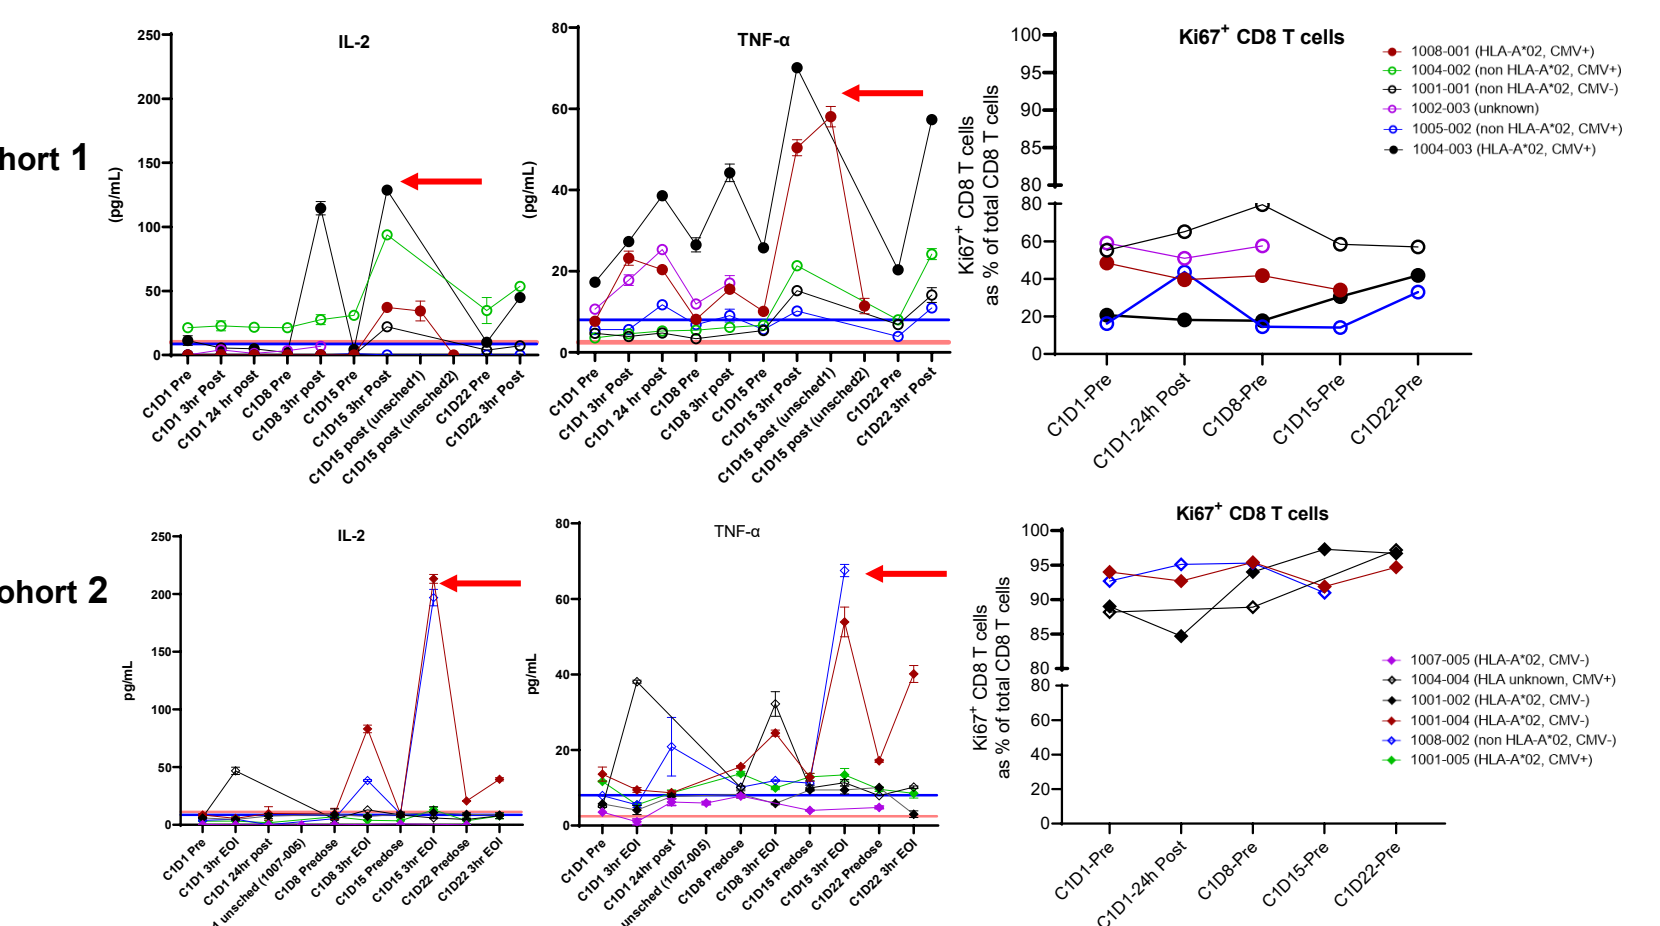 hort 1
IL-2
(pg/mL)
250
200
150
100
50
0
C1D1 Pre
C1D1 3hr Post
C1D1 24 hr post
C1D8 Pre
C1D8 3hr post
C1D15 Pre
C1D15 3hr Post
C1D15 post (unsched1)
C1D15 post (unsched2)
C1D22 Pre
C1D22 3hr Post
TNF-α
(pg/mL)
80
60
40
20
0
C1D1 Pre
C1D1 3hr Post
C1D1 24 hr post
C1D8 Pre
C1D8 3hr post
C1D15 Pre
C1D15 3hr Post
C1D15 post (unsched1)
C1D15 post (unsched2)
C1D22 Pre
C1D22 3hr Post
Ki67+ CD8 T cells
Ki67+ CD8 T cells
as % of total CD8 T cells
100
95
90
85
80
80
60
40
20
0
C1D1-Pre
C1D1-24h Post
C1D8-Pre
C1D15-Pre
C1D22-Pre
1008-001 (HLA-A*02, CMV+)
1004-002 (non HLA-A*02, CMV+)
1001-001 (non HLA-A*02, CMV-)
1002-003 (unknown)
1005-002 (non HLA-A*02, CMV+)
1004-003 (HLA-A*02, CMV+)
ohort 2
IL-2
pg/mL
250
200
150
100
50
0
C1D1 Pre
C1D1 3hr EOI
C1D1 24hr post
1 unsched (1007-005)
C1D8 Predose
C1D8 3hr EOI
C1D15 Predose
C1D15 3hr EOI
C1D22 Predose
C1D22 3hr EOI
TNF-α
pg/mL
80
60
40
20
0
C1D1 Pre
C1D1 3hr EOI
C1D1 24hr post
unsched (1007-005)
C1D8 Predose
C1D8 3hr EOI
C1D15 Predose
C1D15 3hr EOI
C1D22 Predose
C1D22 3hr EOI
Ki67+ CD8 T cells
Ki67+ CD8 T cells
as % of total CD8 T cells
100
95
90
85
80
80
60
40
20
0
C1D1-Pre
C1D1-24h Post
C1D8-Pre
C1D15-Pre
C1D22-Pre
1007-005 (HLA-A*02, CMV-)
1004-004 (HLA unknown, CMV+)
1001-002 (HLA-A*02, CMV-)
1001-004 (HLA-A*02, CMV-)
1008-002 (non HLA-A*02, CMV-)
1001-005 (HLA-A*02, CMV+)